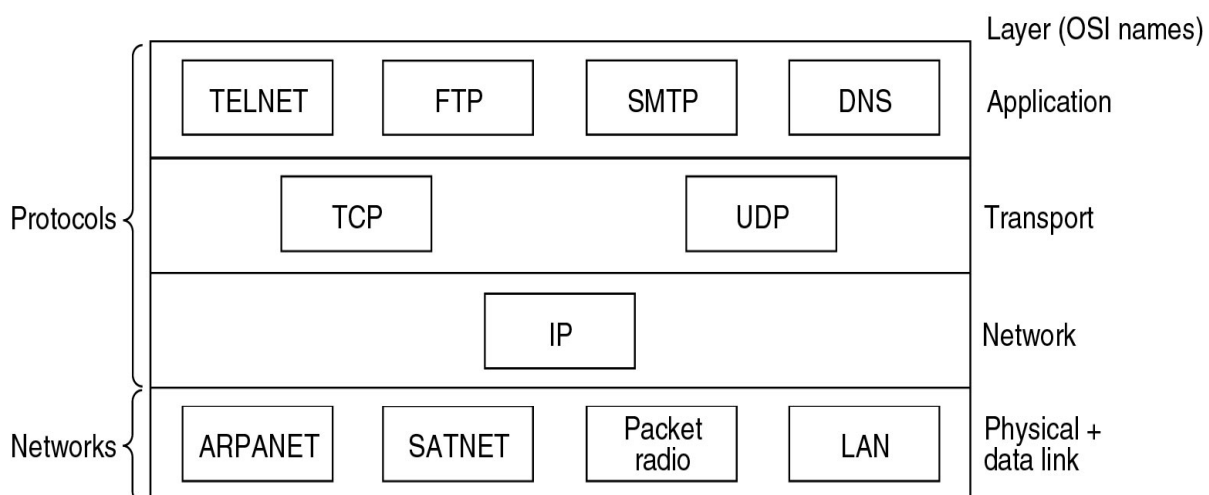 Layer (OSI names)
TELNET FTP SMTP DNS Application
Protocols TCP UDP Transport
IP Network
Networks ARPANET SATNET Packet radio LAN Physical + data link